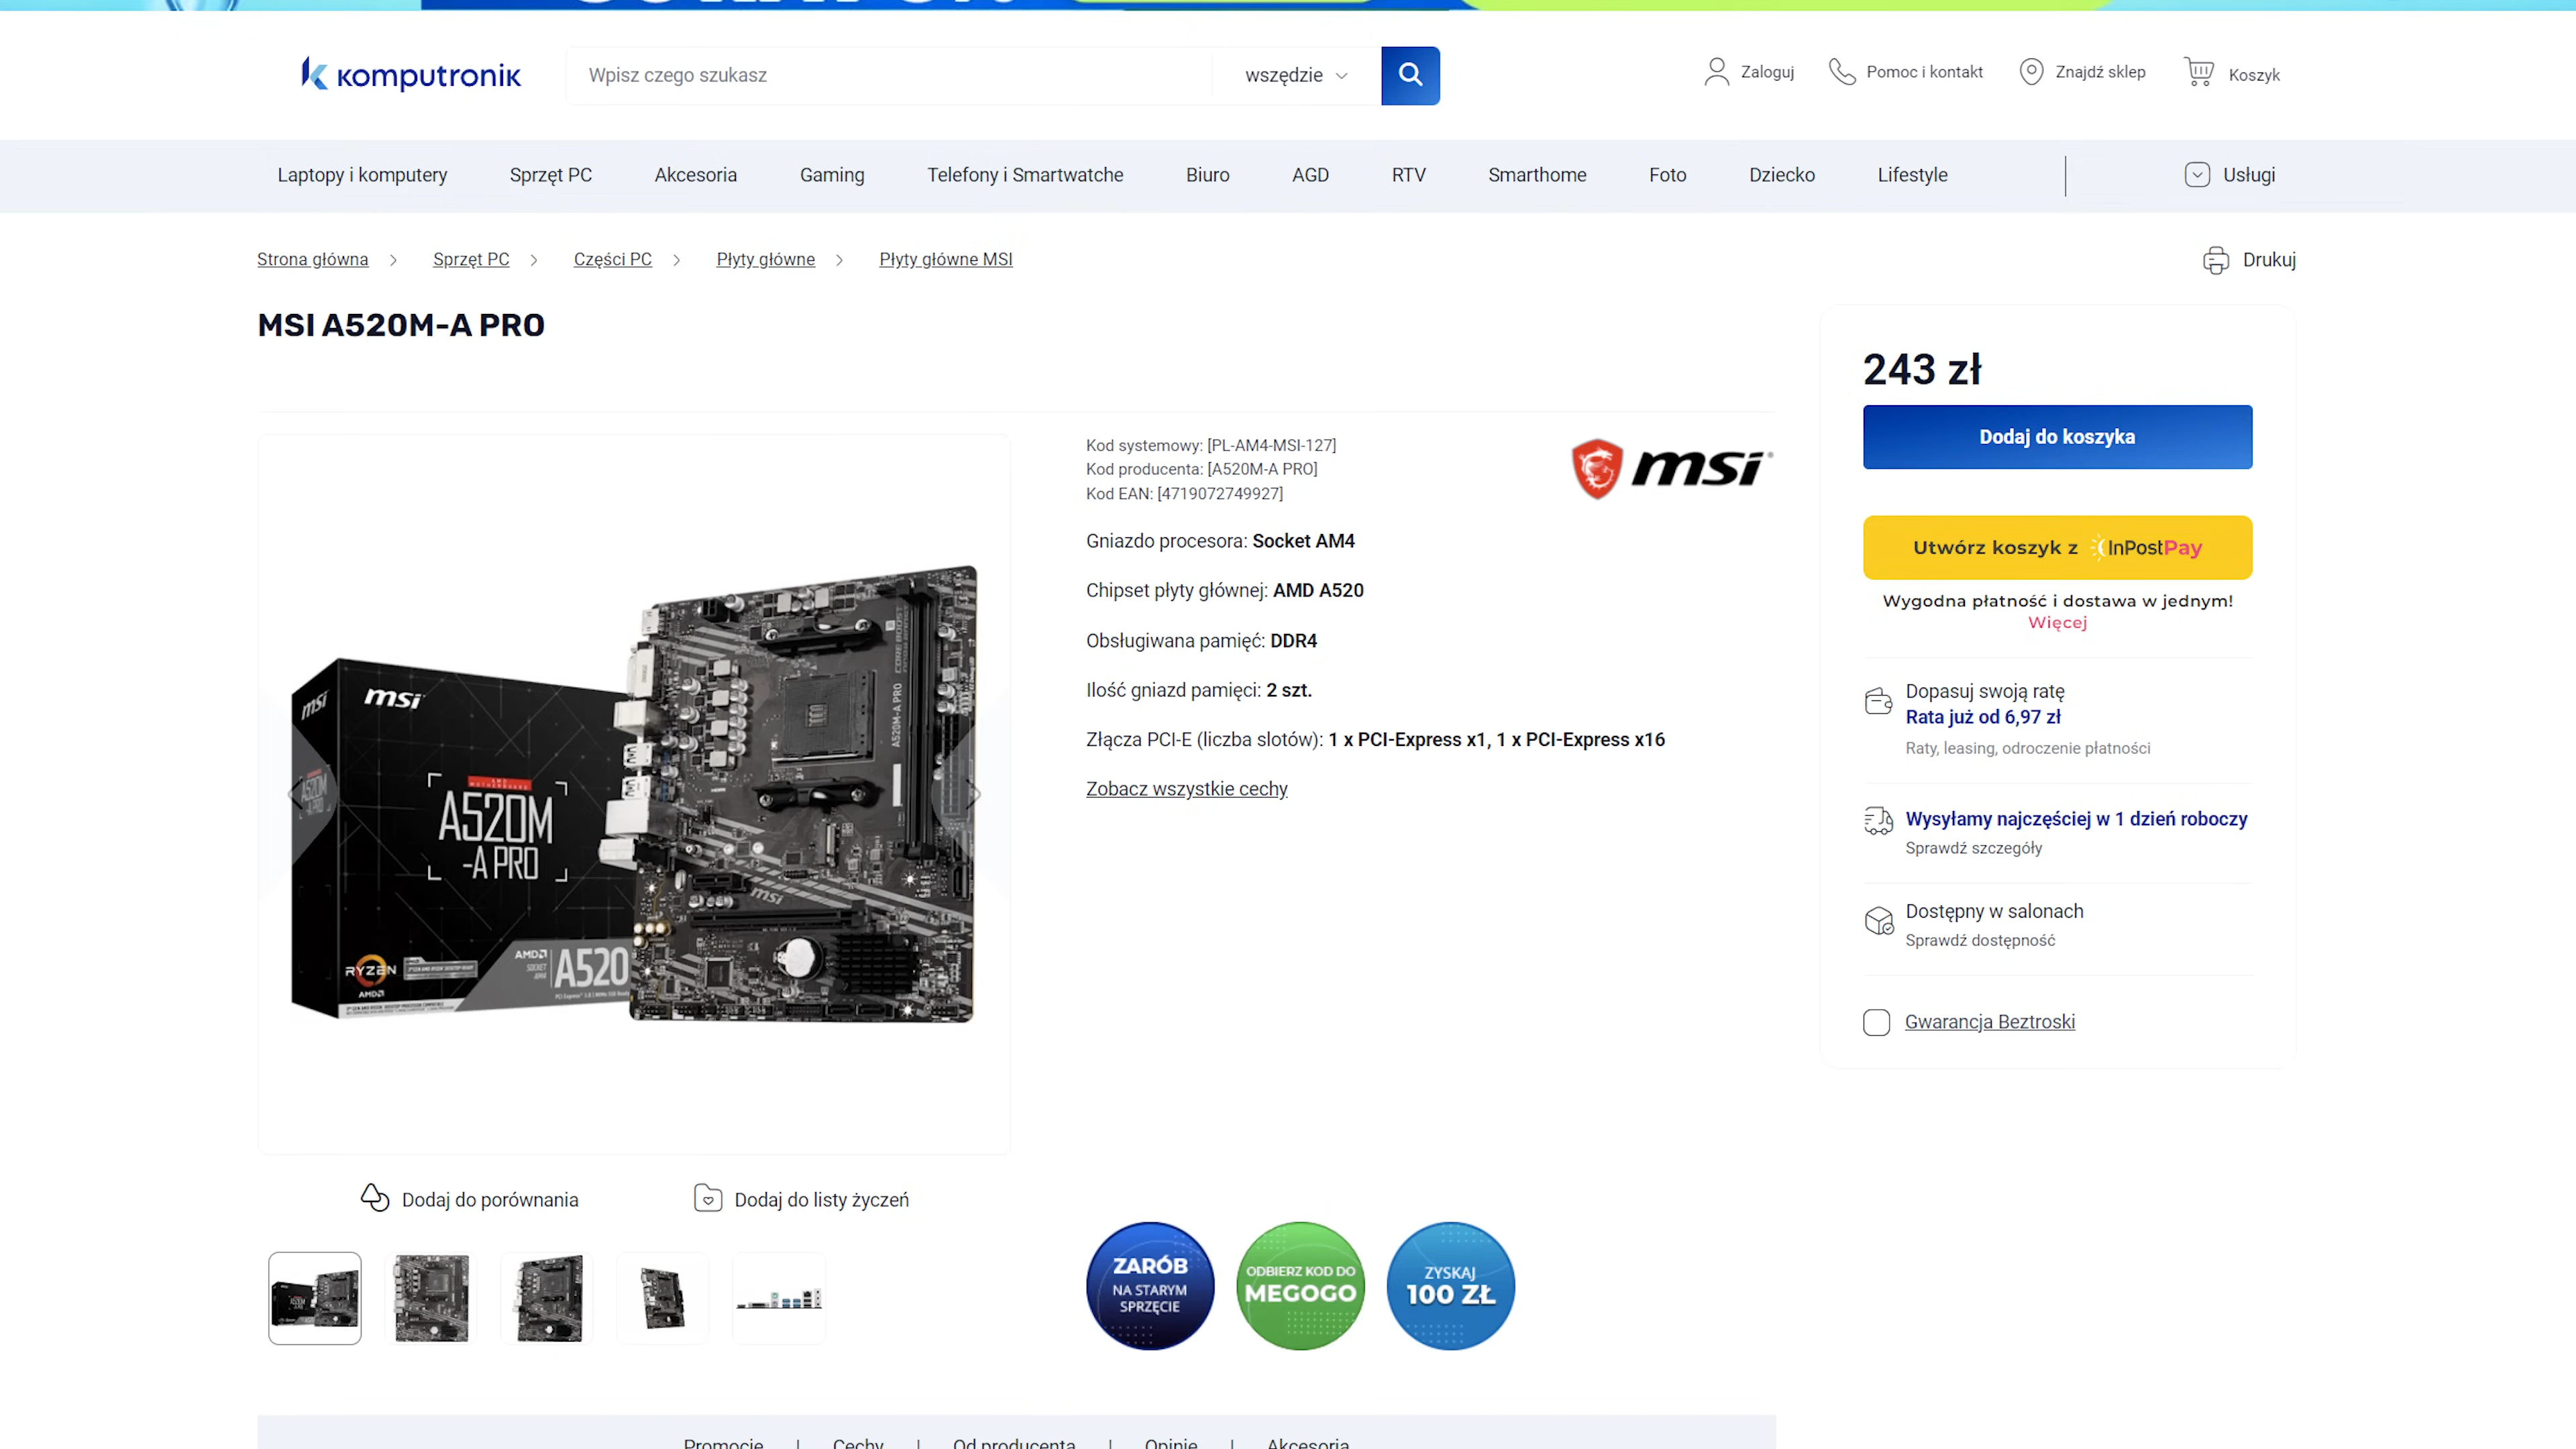 komputronik
Wpisz czego szukasz
wszędzie
Zaloguj
Pomoc i kontakt
Znajdź sklep
Koszyk
Laptopy i komputery
Sprzęt PC
Akcesoria
Gaming
Telefony i Smartwatche
Biuro
AGD
RTV
Smarthome
Foto
Dziecko
Lifestyle
Usługi
Strona główna
Sprzęt PC
Części PC
Płyty główne
Płyty główne MSI
Drukuj
MSI A520M-A PRO
msi
msi
A520M
-A PRO
RYZEN
AMD
AMD
SOCKET
AM4
A520
A520M-A PRO
msi
Kod systemowy: [PL-AM4-MSI-127]
Kod producenta: [A520M-A PRO]
Kod EAN: [4719072749927]
msi
Gniazdo procesora: Socket AM4
Chipset płyty głównej: AMD A520
Obsługiwana pamięć: DDR4
Ilość gniazd pamięci: 2 szt.
Złącza PCI-E (liczba slotów): 1 x PCI-Express x1, 1 x PCI-Express x16
Zobacz wszystkie cechy
243 zł
Dodaj do koszyka
Utwórz koszyk z InPostPay
Wygodna płatność i dostawa w jednym!
Więcej
Dopasuj swoją ratę
Rata już od 6,97 zł
Raty, leasing, odroczenie płatności
Wysyłamy najczęściej w 1 dzień roboczy
Sprawdź szczegóły
Dostępny w salonach
Sprawdź dostępność
Gwarancja Beztroski
Dodaj do porównania
Dodaj do listy życzeń
ZARÓB
NA STARYM
SPRZĘCIE
ODBIERZ KOD DO
MEGOGO
ZYSKAJ
100 ZŁ
Promocje | Cechy | Od producenta | Opinie | Akcesoria